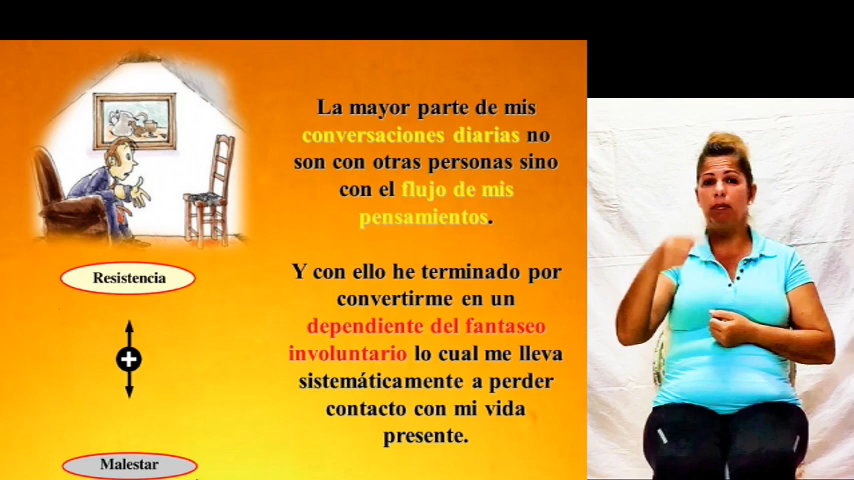 La mayor parte de mis
conversaciones diarias no
son con otras personas sino
con el flujo de mis
pensamientos.
Y con ello he terminado por
convertirme en un
dependiente del fantaseo
involuntario lo cual me lleva
sistemáticamente a perder
contacto con mi vida
presente.
Resistencia
Malestar